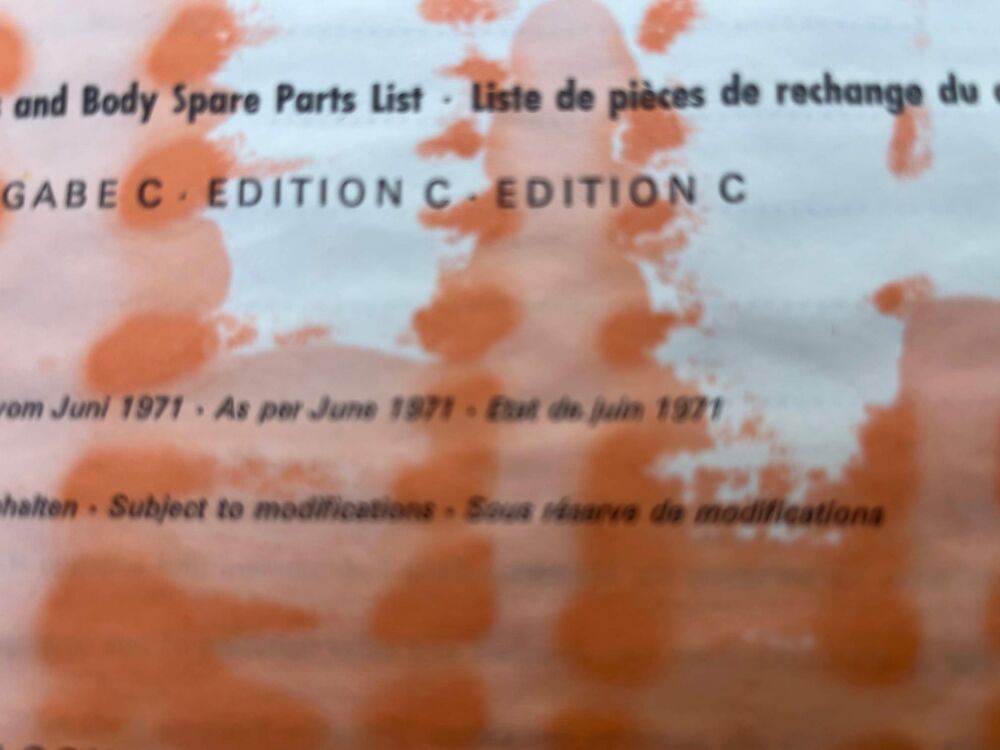 and Body Spare Parts List · Liste de pièces de rechange du
GABE C · EDITION C · EDITION C
vom Juni 1971 · As per June 1971 · Etat de juin 1971
halten · Subject to modifications · Sous réserve de modifications